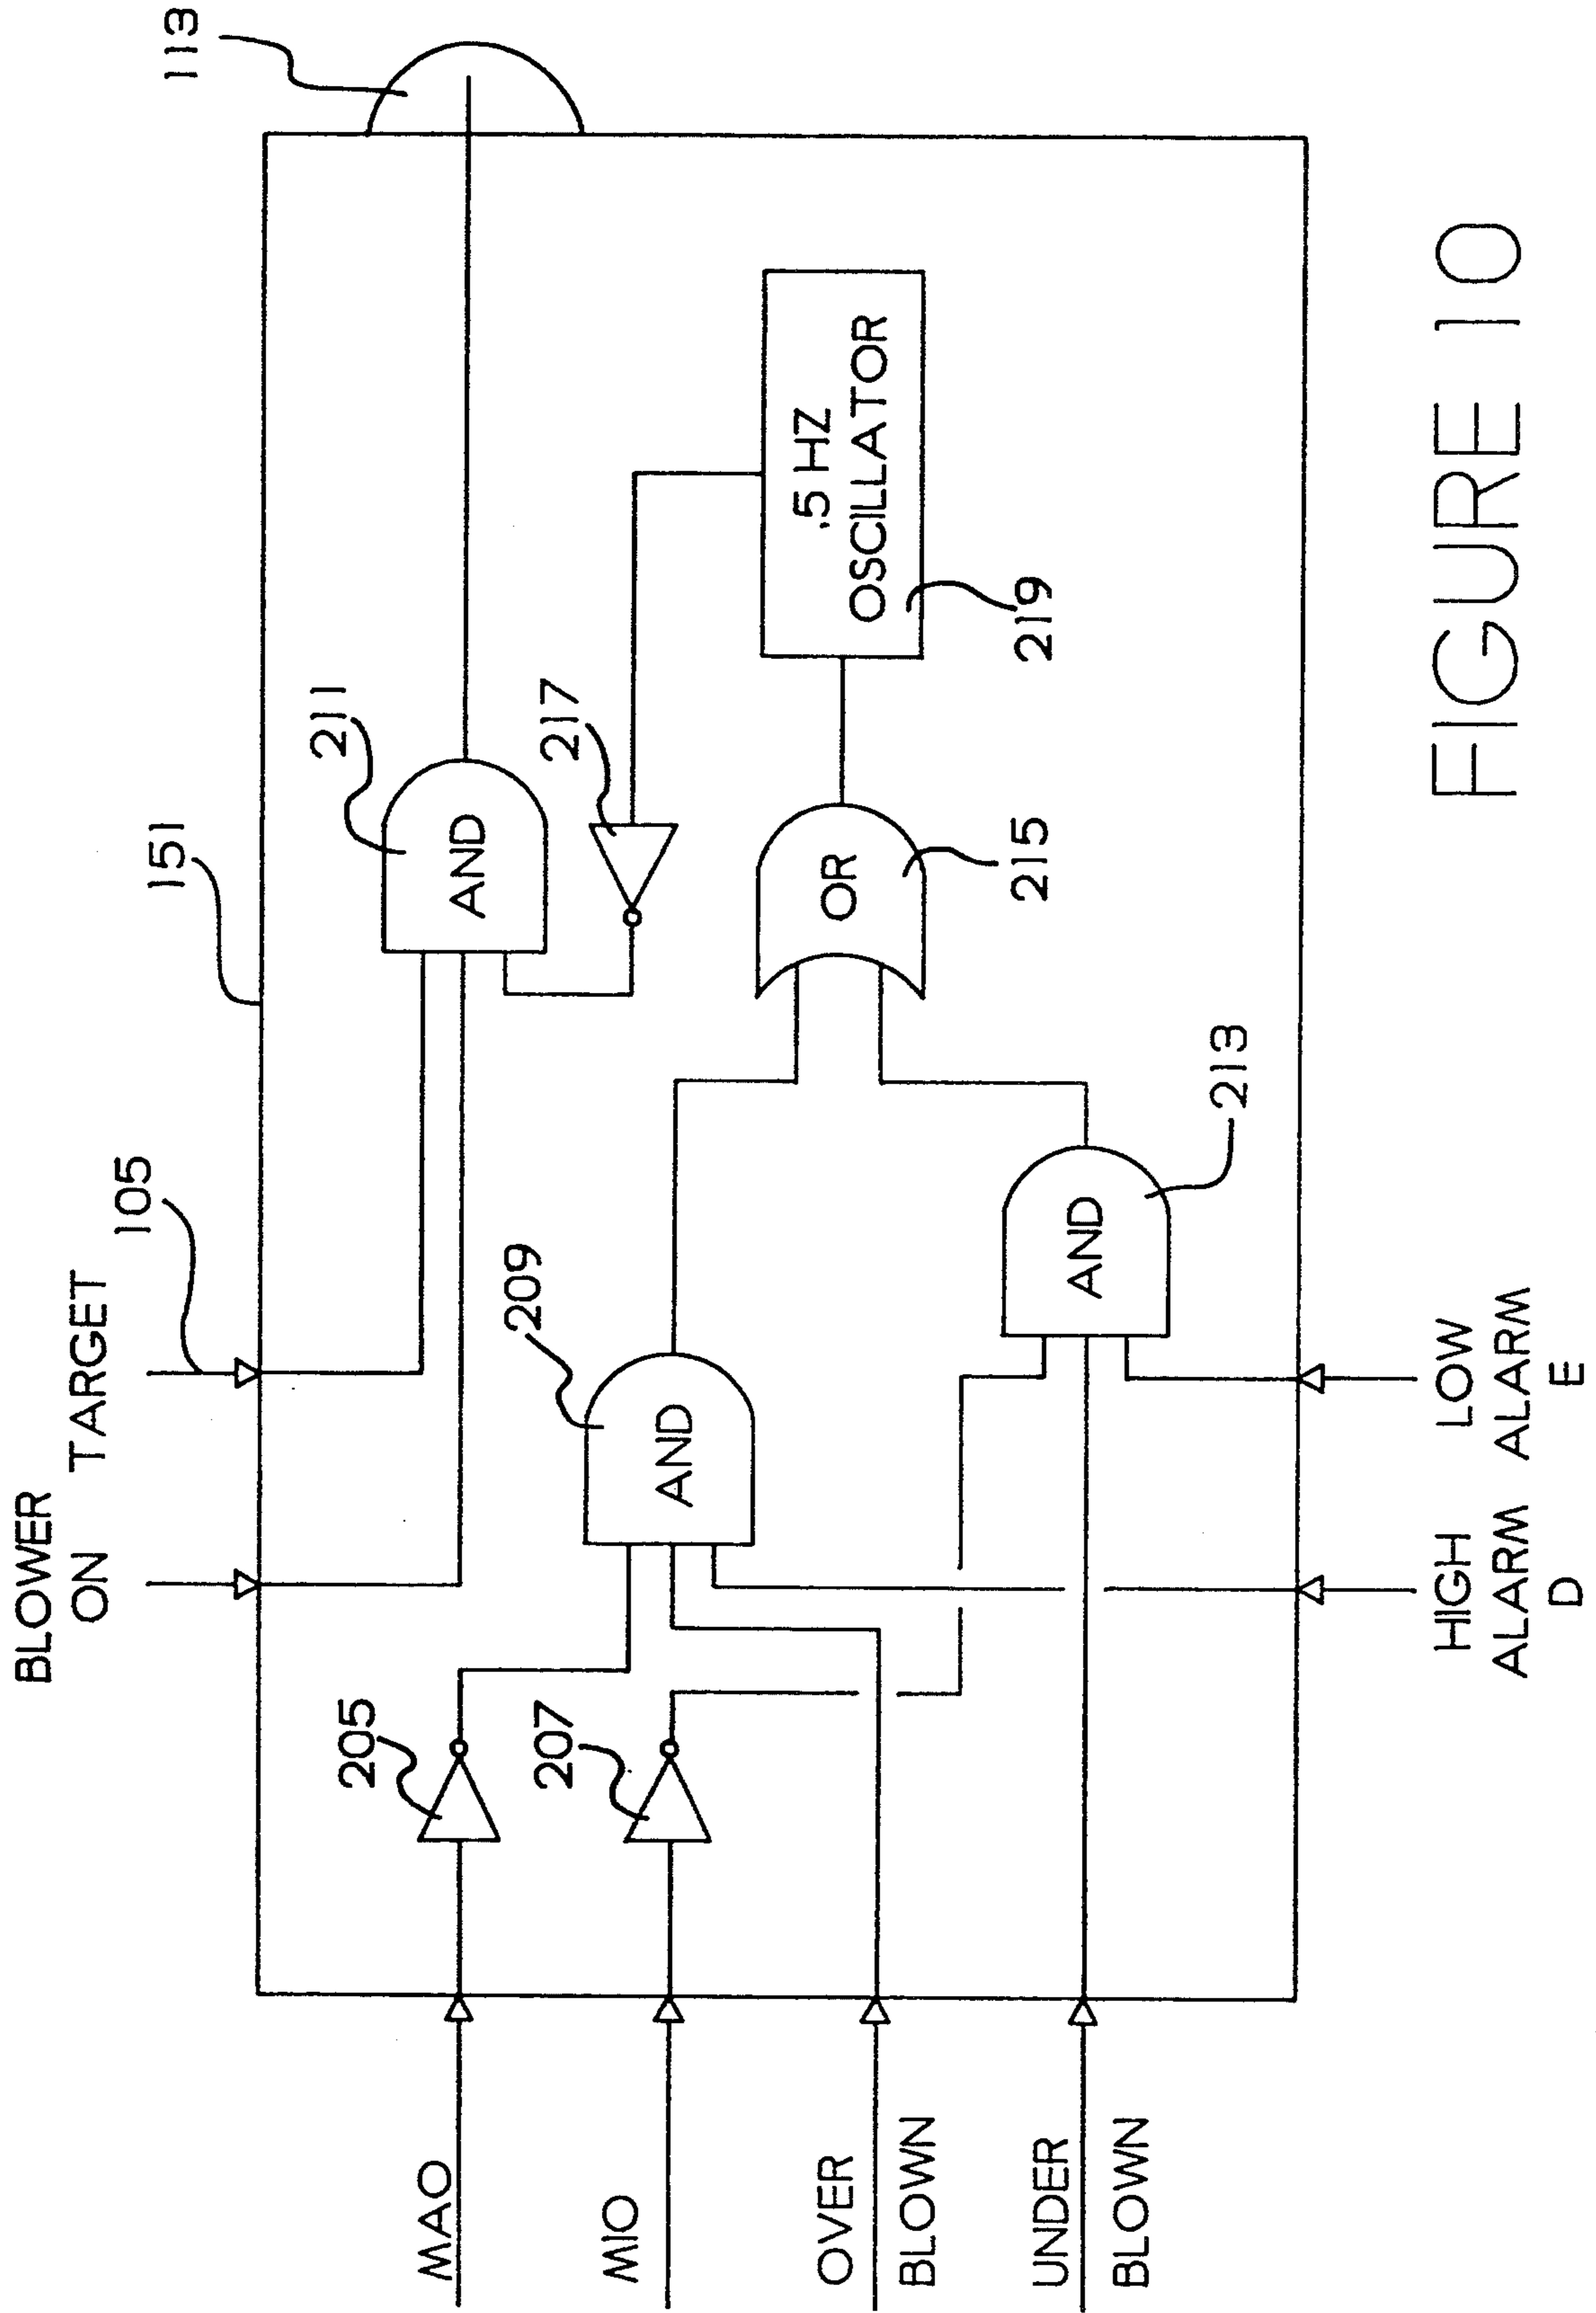 BLOWER
ON TARGET
105
151
113
211
AND
217
205
207
209
AND
.5 HZ
OSCILLATOR
219
OR
215
AND
213
MAO
MIO
OVER
BLOWN
UNDER
BLOWN
HIGH
ALARM
D
LOW
ALARM
E
FIGURE 10